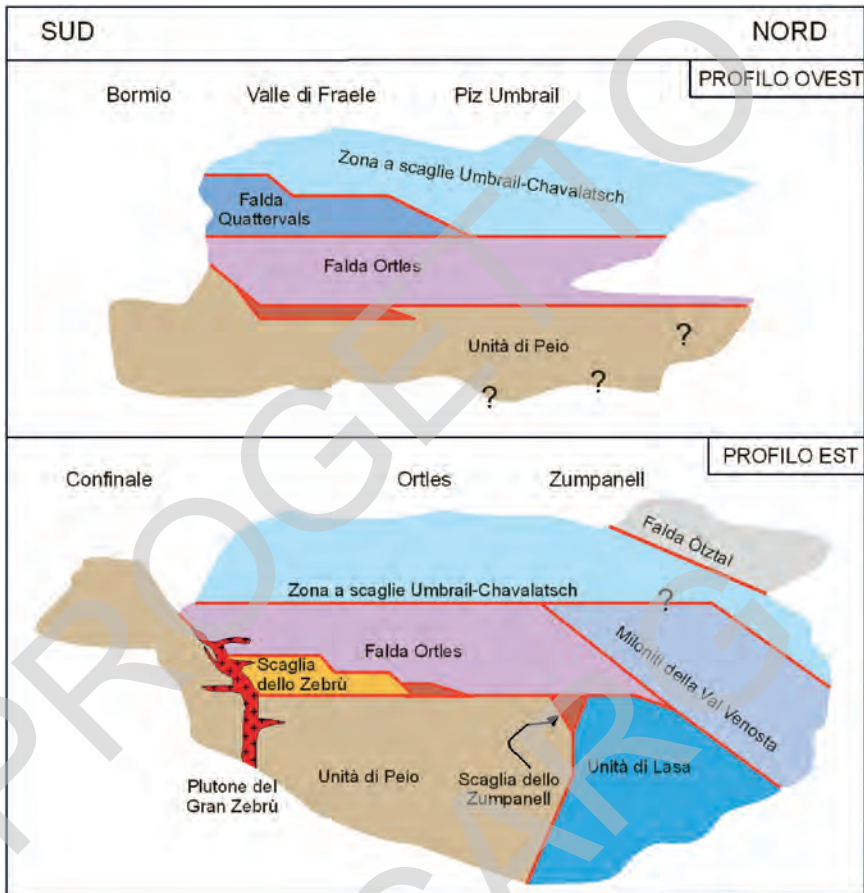 SUD
NORD
PROFILO OVEST
Bormio
Valle di Fraele
Piz Umbrail
Zona a scaglie Umbrail-Chavalatsch
Falda
Quattervals
Falda Ortles
Unità di Peio
?
?
?
PROFILO EST
Confinale
Ortles
Zumpanell
Falda Ötztal
Zona a scaglie Umbrail-Chavalatsch
?
Miloniti della Val Venosta
Falda Ortles
Scaglia
dello Zebrù
Unità di Peio
Scaglia dello
Zumpanell
Unità di Lasa
Plutone del
Gran Zebrù
PROGETTO
CARG